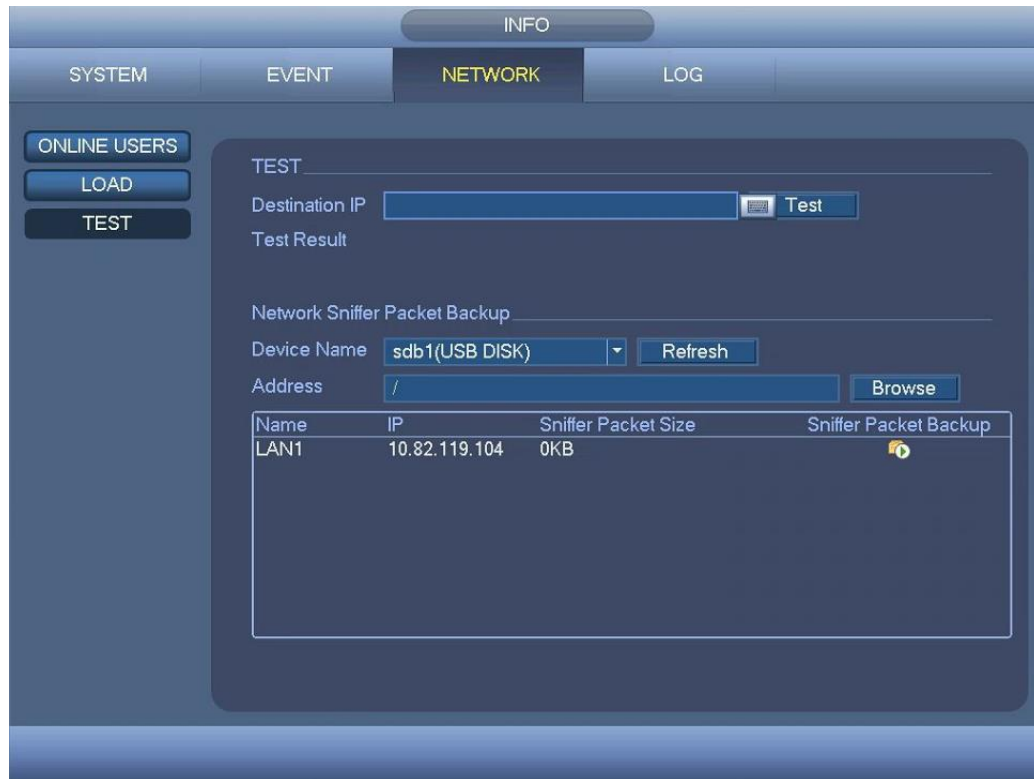 INFO
SYSTEM EVENT NETWORK LOG
ONLINE USERS
LOAD
TEST
TEST
Destination IP Test
Test Result
Network Sniffer Packet Backup
Device Name sdb1(USB DISK) Refresh
Address / Browse
Name IP Sniffer Packet Size Sniffer Packet Backup
LAN1 10.82.119.104 0KB